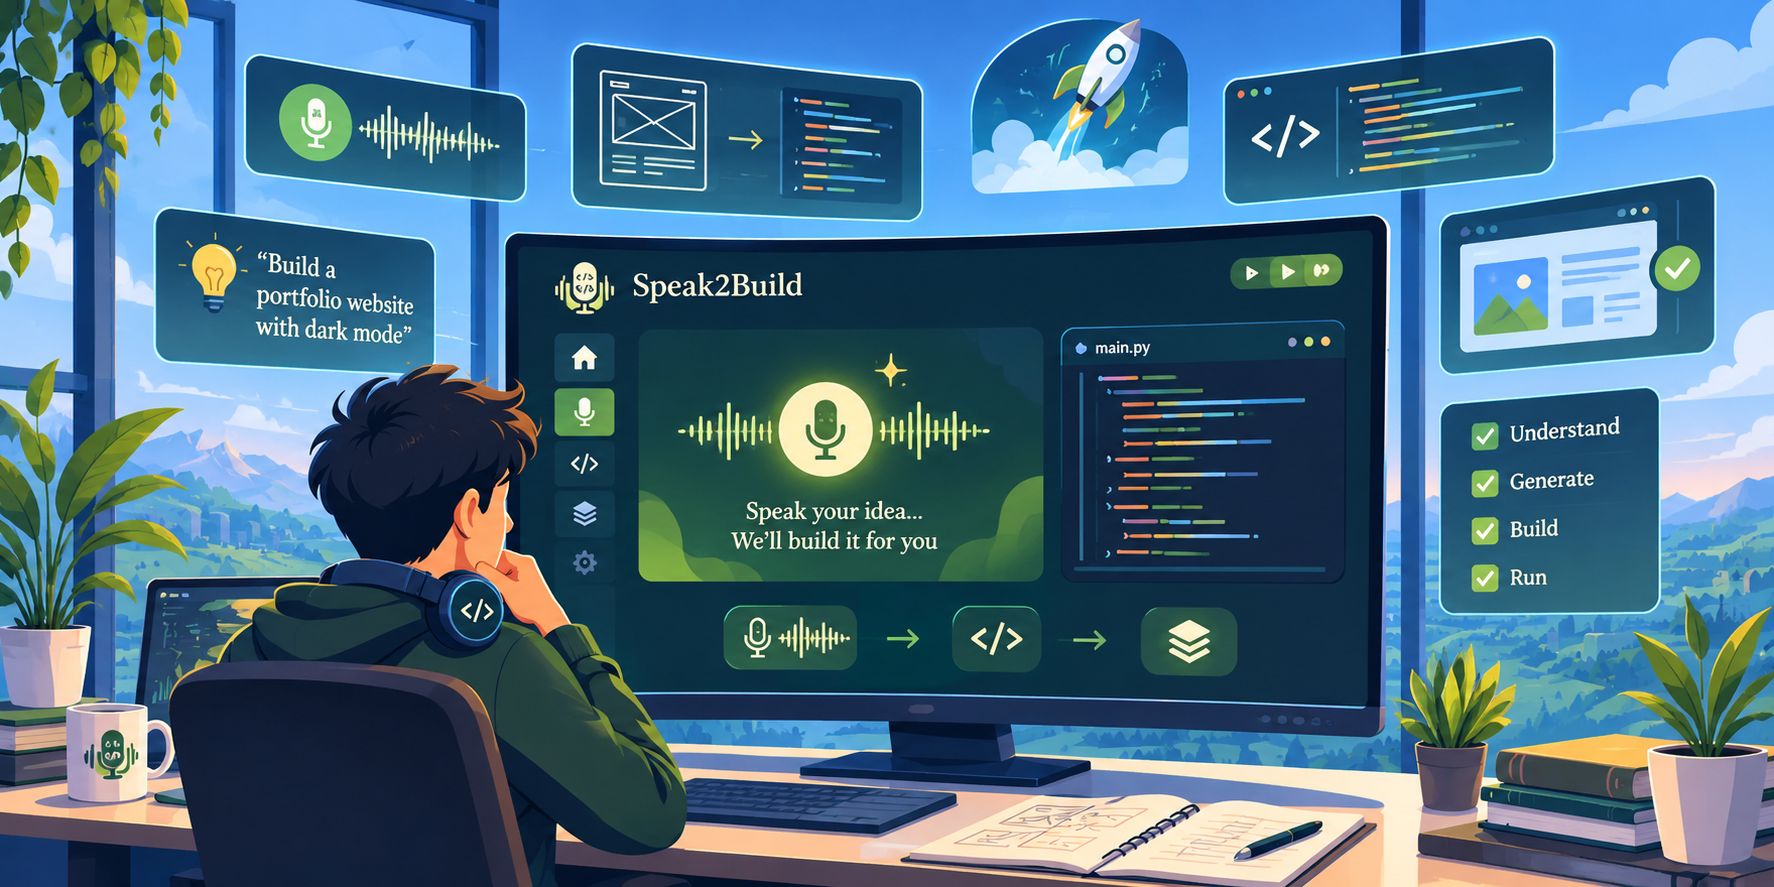 “Build a
portfolio website
with dark mode”
</>
Speak2Build
main.py
</>
Speak your idea...
We’ll build it for you
</>
</>
</>
Understand
Generate
Build
Run